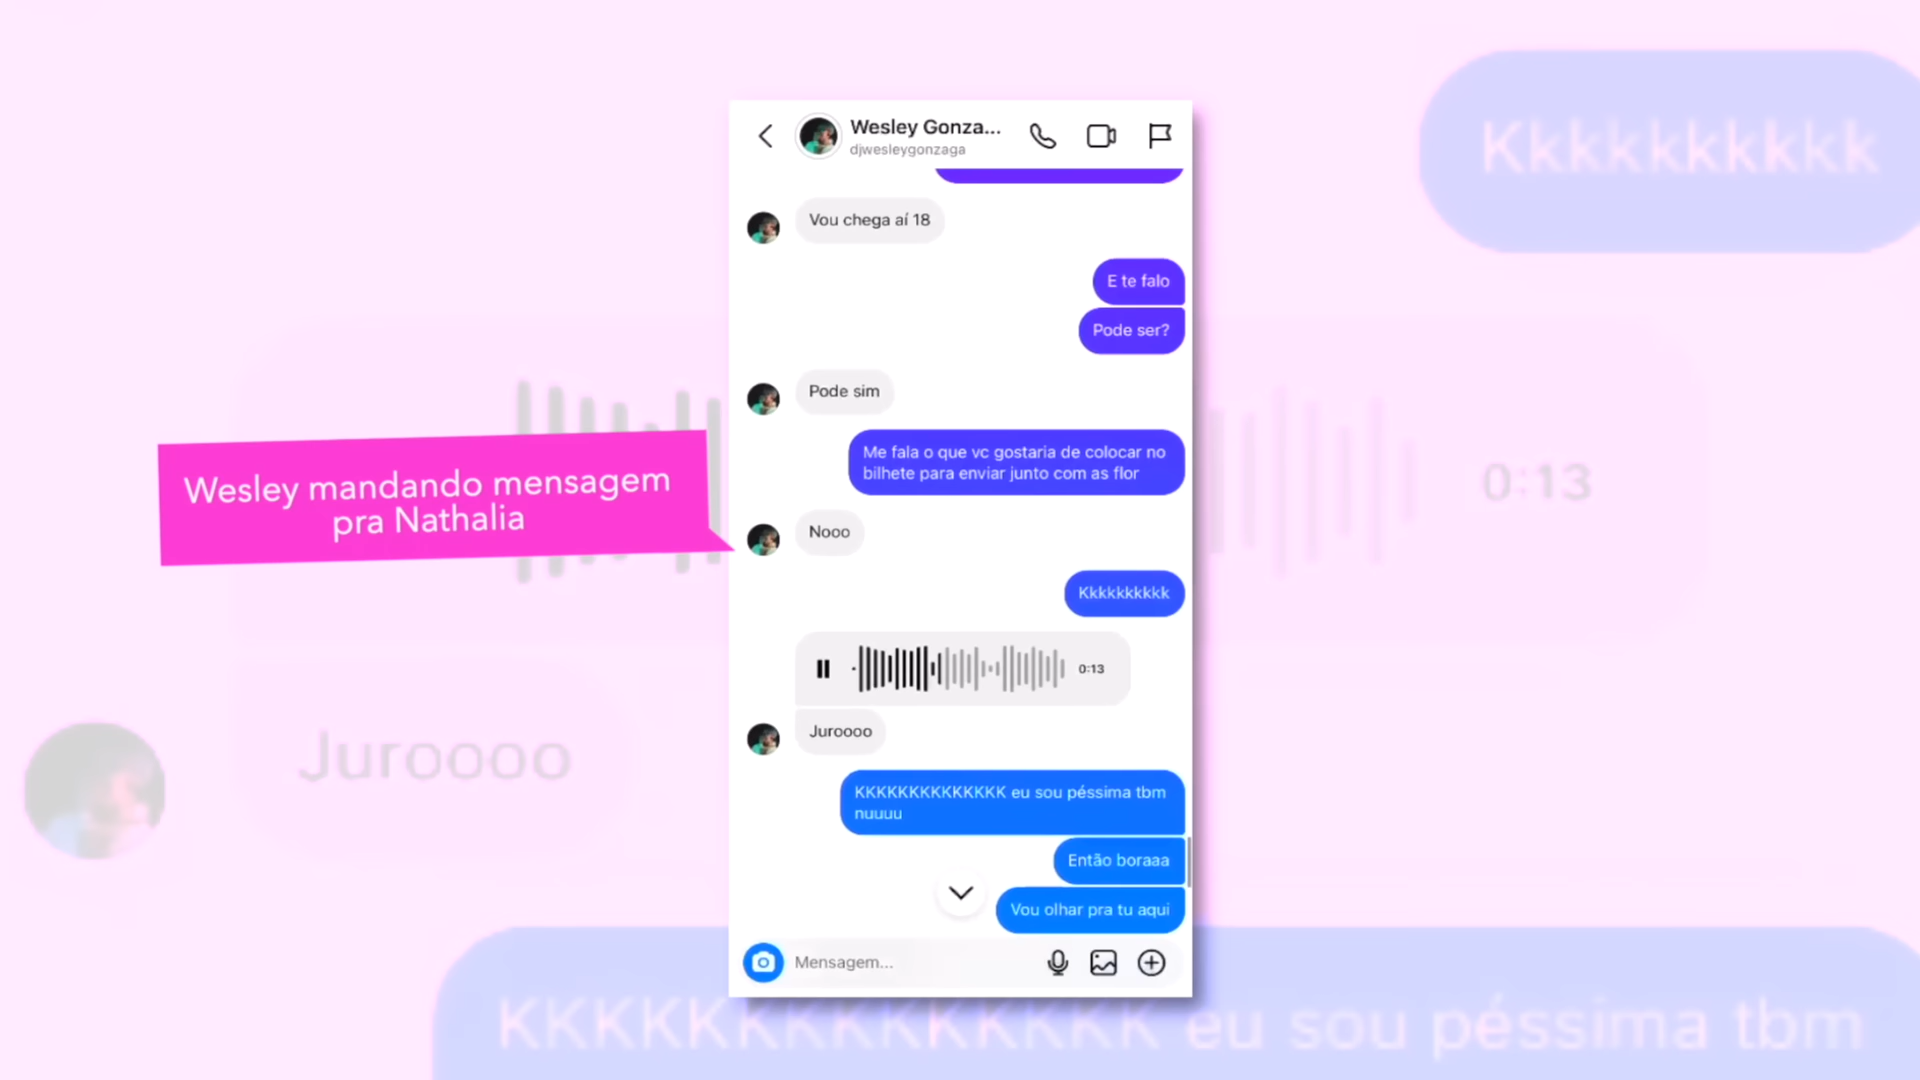 Kkkkkkkkkk
Wesley Gonza...
djwesleygonzaga
Vou chega aí 18
E te falo
Pode ser?
Pode sim
Me fala o que vc gostaria de colocar no
bilhete para enviar junto com as flor
Wesley mandando mensagem
pra Nathalia
Nooo
Kkkkkkkkkk
0:13
0:13
Juroooo
Juroooo
KKKKKKKKKKKKKK eu sou péssima tbm
nuuuu
Então boraaa
Vou olhar pra tu aqui
Mensagem...
KKKKKKKKKKKKKK eu sou péssima tbm